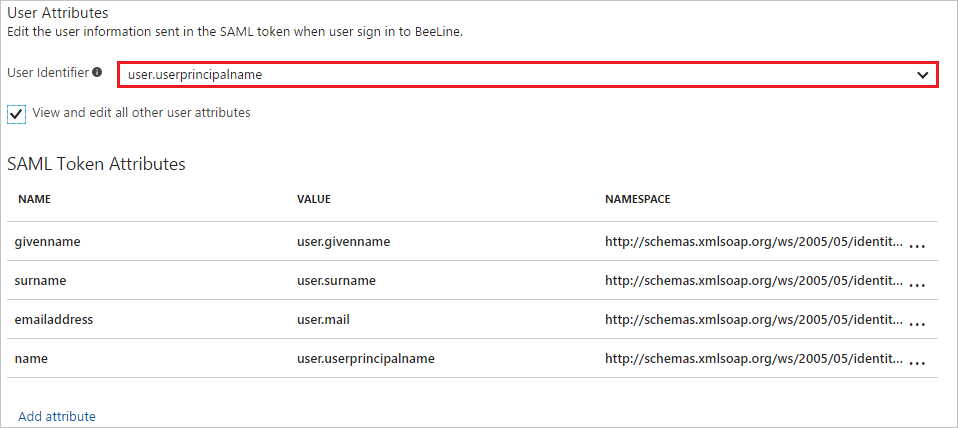 User Attributes
Edit the user information sent in the SAML token when user sign in to BeeLine.
User Identifier
user.userprincipalname
View and edit all other user attributes
SAML Token Attributes
NAME VALUE NAMESPACE
givenname user.givenname http://schemas.xmlsoap.org/ws/2005/05/identit... ...
surname user.surname http://schemas.xmlsoap.org/ws/2005/05/identit... ...
emailaddress user.mail http://schemas.xmlsoap.org/ws/2005/05/identit... ...
name user.userprincipalname http://schemas.xmlsoap.org/ws/2005/05/identit... ...
Add attribute